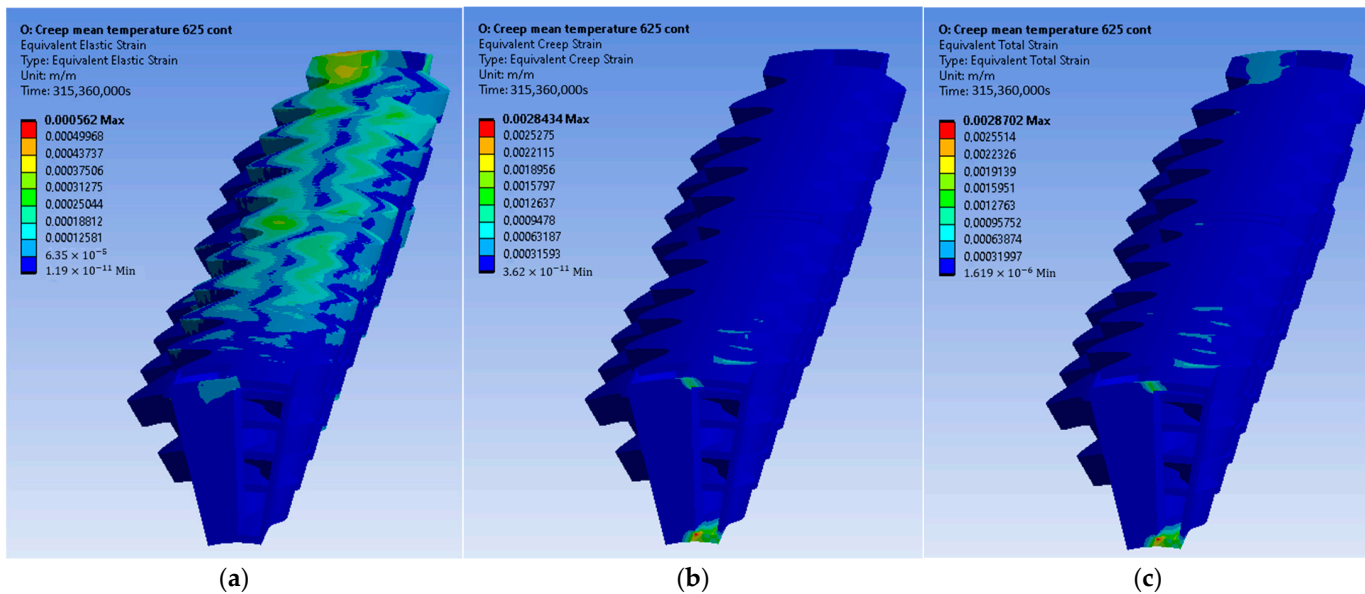 O: Creep mean temperature 625 cont
Equivalent Elastic Strain
Type: Equivalent Elastic Strain
Unit: m/m
Time: 315,360,000s
0.000562 Max
0.00049968
0.00043737
0.00037506
0.00031275
0.00025044
0.00018812
0.00012581
6.35 × 10⁻⁵
1.19 × 10⁻¹¹ Min
(a)
O: Creep mean temperature 625 cont
Equivalent Creep Strain
Type: Equivalent Creep Strain
Unit: m/m
Time: 315,360,000s
0.0028434 Max
0.0025275
0.0022115
0.0018956
0.0015797
0.0012637
0.0009478
0.00063187
0.00031593
3.62 × 10⁻¹¹ Min
(b)
O: Creep mean temperature 625 cont
Equivalent Total Strain
Type: Equivalent Total Strain
Unit: m/m
Time: 315,360,000s
0.0028702 Max
0.0025514
0.0022326
0.0019139
0.0015951
0.0012763
0.00095752
0.00063874
0.00031997
1.619 × 10⁻⁶ Min
(c)